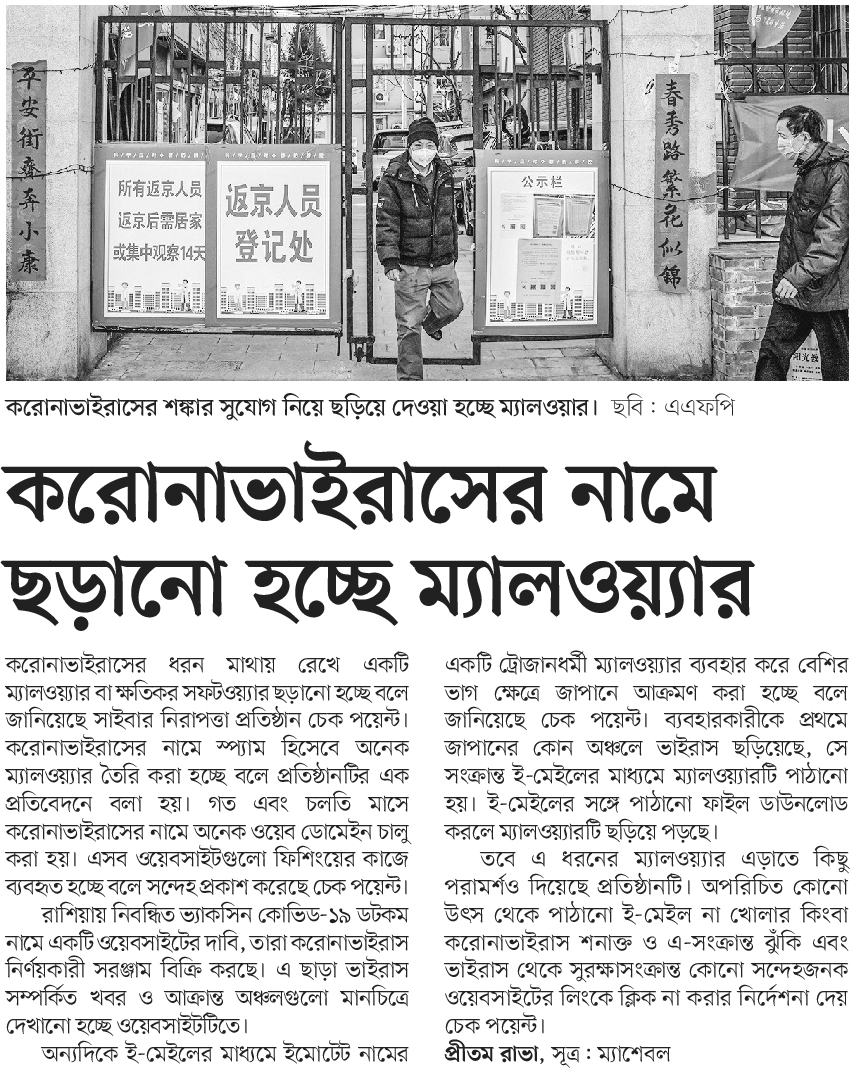 平安街齊奔小康
所有返京人员
返京后需居家
或集中观察14天
返京人员
登记处
公示栏
春秀路繁花似錦
করোনাভাইরাসের শঙ্কার সুযোগ নিয়ে ছড়িয়ে দেওয়া হচ্ছে ম্যালওয়ার। ছবি : এএফপি
করোনাভাইরাসের নামে
ছড়ানো হচ্ছে ম্যালওয়্যার
করোনাভাইরাসের ধরন মাথায় রেখে একটি
ম্যালওয়্যার বা ক্ষতিকর সফটওয়্যার ছড়ানো হচ্ছে বলে
জানিয়েছে সাইবার নিরাপত্তা প্রতিষ্ঠান চেক পয়েন্ট।
করোনাভাইরাসের নামে স্প্যাম হিসেবে অনেক
ম্যালওয়্যার তৈরি করা হচ্ছে বলে প্রতিষ্ঠানটির এক
প্রতিবেদনে বলা হয়। গত এবং চলতি মাসে
করোনাভাইরাসের নামে অনেক ওয়েব ডোমেইন চালু
করা হয়। এসব ওয়েবসাইটগুলো ফিশিংয়ের কাজে
ব্যবহৃত হচ্ছে বলে সন্দেহ প্রকাশ করেছে চেক পয়েন্ট।
রাশিয়ায় নিবন্ধিত ভ্যাকসিন কোভিড-১৯ ডটকম
নামে একটি ওয়েবসাইটের দাবি, তারা করোনাভাইরাস
নির্ণয়কারী সরঞ্জাম বিক্রি করছে। এ ছাড়া ভাইরাস
সম্পর্কিত খবর ও আক্রান্ত অঞ্চলগুলো মানচিত্রে
দেখানো হচ্ছে ওয়েবসাইটটিতে।
অন্যদিকে ই-মেইলের মাধ্যমে ইমোটেট নামের
একটি ট্রোজানধর্মী ম্যালওয়্যার ব্যবহার করে বেশির
ভাগ ক্ষেত্রে জাপানে আক্রমণ করা হচ্ছে বলে
জানিয়েছে চেক পয়েন্ট। ব্যবহারকারীকে প্রথমে
জাপানের কোন অঞ্চলে ভাইরাস ছড়িয়েছে, সে
সংক্রান্ত ই-মেইলের মাধ্যমে ম্যালওয়্যারটি পাঠানো
হয়। ই-মেইলের সঙ্গে পাঠানো ফাইল ডাউনলোড
করলে ম্যালওয়্যারটি ছড়িয়ে পড়ছে।
তবে এ ধরনের ম্যালওয়্যার এড়াতে কিছু
পরামর্শও দিয়েছে প্রতিষ্ঠানটি। অপরিচিত কোনো
উৎস থেকে পাঠানো ই-মেইল না খোলার কিংবা
করোনাভাইরাস শনাক্ত ও এ-সংক্রান্ত ঝুঁকি এবং
ভাইরাস থেকে সুরক্ষাসংক্রান্ত কোনো সন্দেহজনক
ওয়েবসাইটের লিংকে ক্লিক না করার নির্দেশনা দেয়
চেক পয়েন্ট।
প্রীতম রাভা, সূত্র : ম্যাশেবল